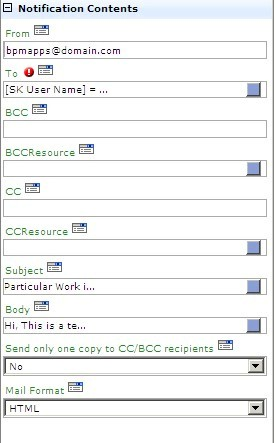 Notification Contents
From
bpmapps@domain.com
To
[SK User Name] = ...
BCC
BCCResource
CC
CCResource
Subject
Particular Work i...
Body
Hi, This is a te...
Send only one copy to CC/BCC recipients
No
Mail Format
HTML